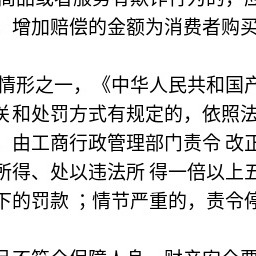 商品或者服务有欺诈行为的，应
增加赔偿的金额为消费者购买
情形之一，《中华人民共和国产
关和处罚方式有规定的，依照法
由工商行政管理部门责令 改正
所得、处以违法所 得一倍以上五
下的罚款 ；情节严重的，责令停